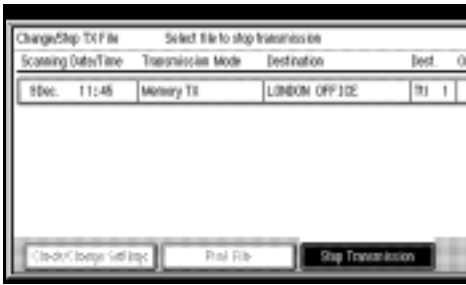 Change/Stop TX File Select file to stop transmission
Scanning Date/Time Transmission Mode Destination Dest.
8Dec. 11:45 Memory TX LONDON OFFICE TTL 1
Check/Change Settings Print File Stop Transmission